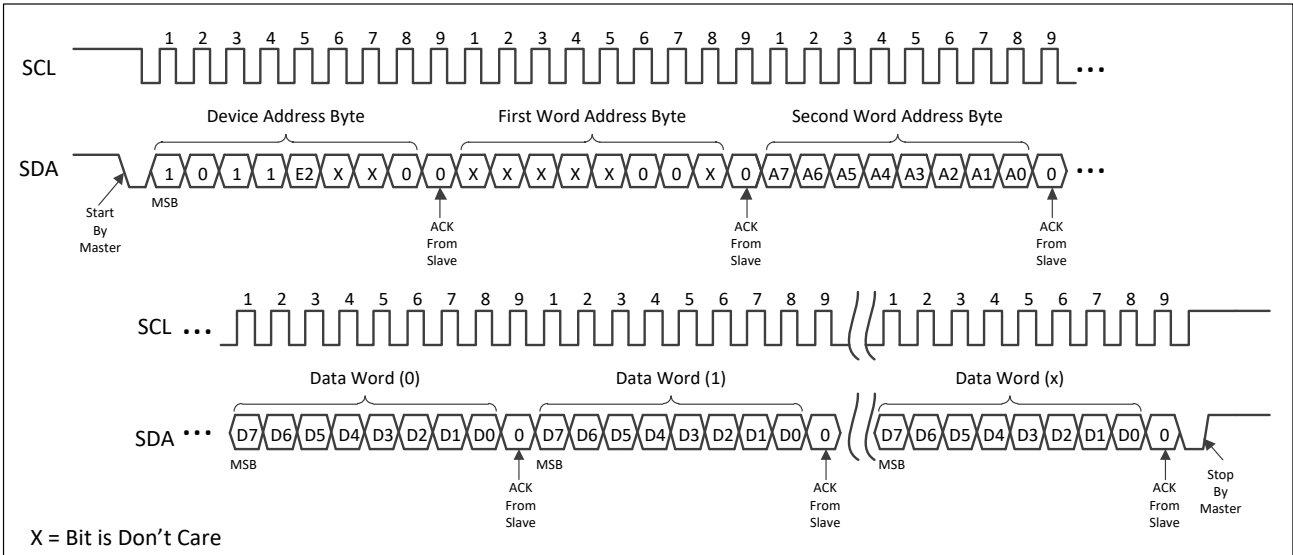 1 2 3 4 5 6 7 8 9 1 2 3 4 5 6 7 8 9 1 2 3 4 5 6 7 8 9
SCL
Device Address Byte First Word Address Byte Second Word Address Byte
SDA 1 0 1 1 E2 X X 0 0 X X X X X 0 0 X 0 A7 A6 A5 A4 A3 A2 A1 A0 0
MSB
Start
By
Master
ACK
From
Slave
ACK
From
Slave
ACK
From
Slave
1 2 3 4 5 6 7 8 9 1 2 3 4 5 6 7 8 9 1 2 3 4 5 6 7 8 9
SCL
Data Word (0) Data Word (1) Data Word (x)
SDA D7 D6 D5 D4 D3 D2 D1 D0 0 D7 D6 D5 D4 D3 D2 D1 D0 0 D7 D6 D5 D4 D3 D2 D1 D0 0
MSB MSB MSB
ACK
From
Slave
ACK
From
Slave
ACK
From
Slave
Stop
By
Master
X = Bit is Don't Care